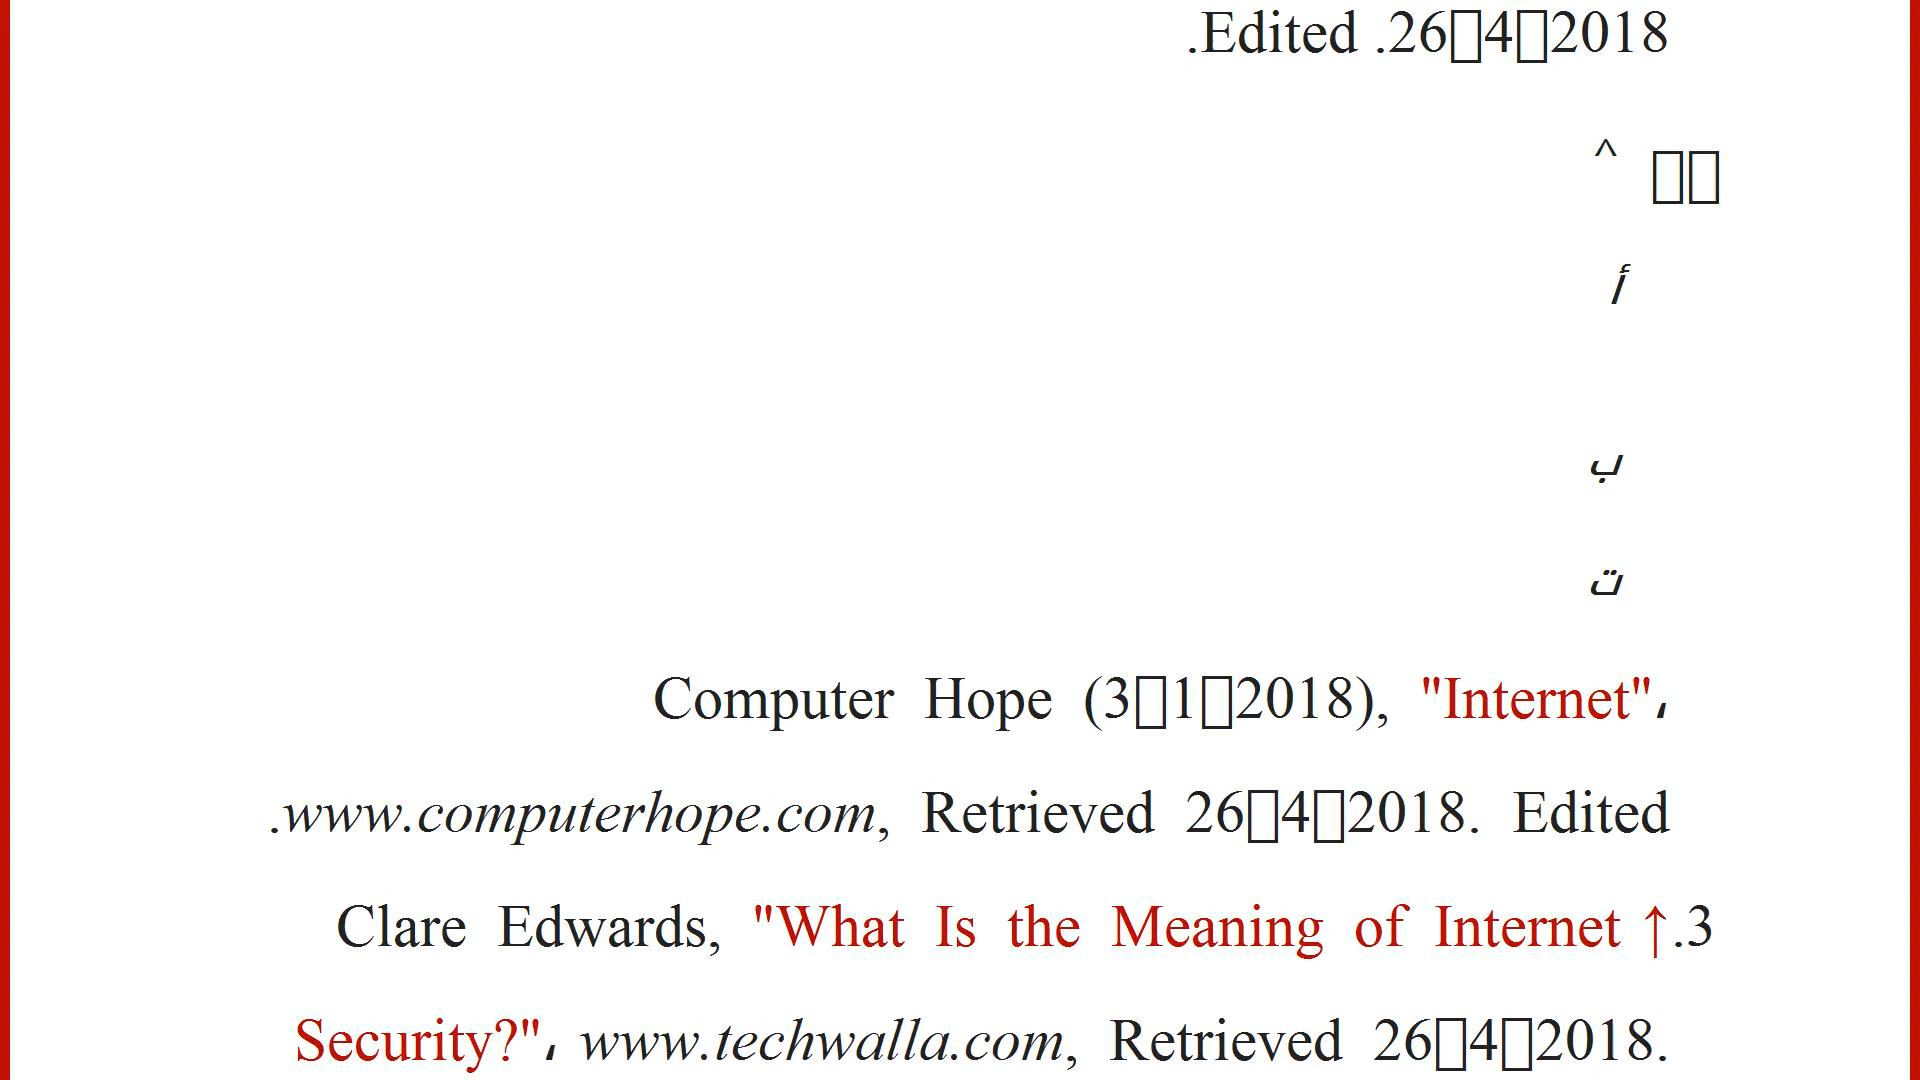 .Edited .26▯4▯2018
▯▯ ^
أ
ب
ت
Computer Hope (3▯1▯2018), "Internet"،
.www.computerhope.com, Retrieved 26▯4▯2018. Edited
3.↑ Clare Edwards, "What Is the Meaning of Internet
Security?"، www.techwalla.com, Retrieved 26▯4▯2018.